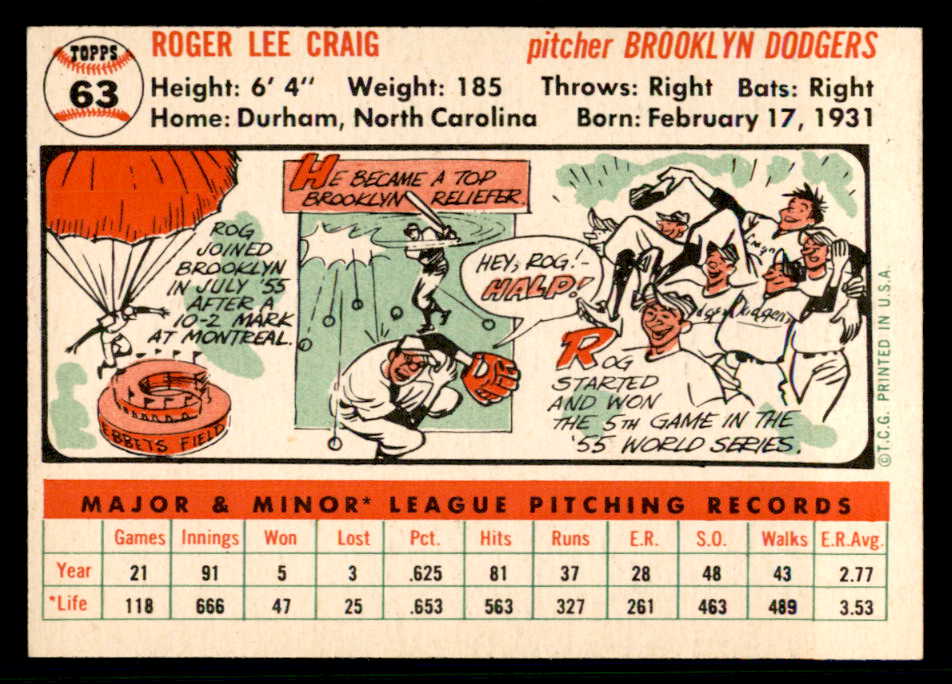 TOPPS
63
ROGER LEE CRAIG pitcher BROOKLYN DODGERS
Height: 6' 4" Weight: 185 Throws: Right Bats: Right
Home: Durham, North Carolina Born: February 17, 1931
ROG
JOINED
BROOKLYN
IN JULY '55
AFTER A
10-2 MARK
AT MONTREAL.
EBBETS FIELD
HE BECAME A TOP
BROOKLYN RELIEFER.
HEY, ROG!-
HALP!
Dodgers
ROG
STARTED
AND WON
THE 5TH GAME IN THE
'55 WORLD SERIES.
©T.C.G. PRINTED IN U.S.A.
MAJOR & MINOR* LEAGUE PITCHING RECORDS
Games Innings Won Lost Pct. Hits Runs E.R. S.O. Walks E.R.Avg.
Year 21 91 5 3 .625 81 37 28 48 43 2.77
*Life 118 666 47 25 .653 563 327 261 463 489 3.53